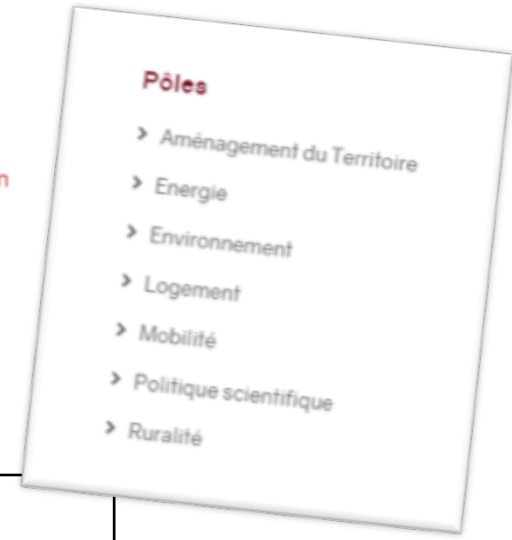 Pôles
Aménagement du Territoire
Energie
Environnement
Logement
Mobilité
Politique scientifique
Ruralité
n